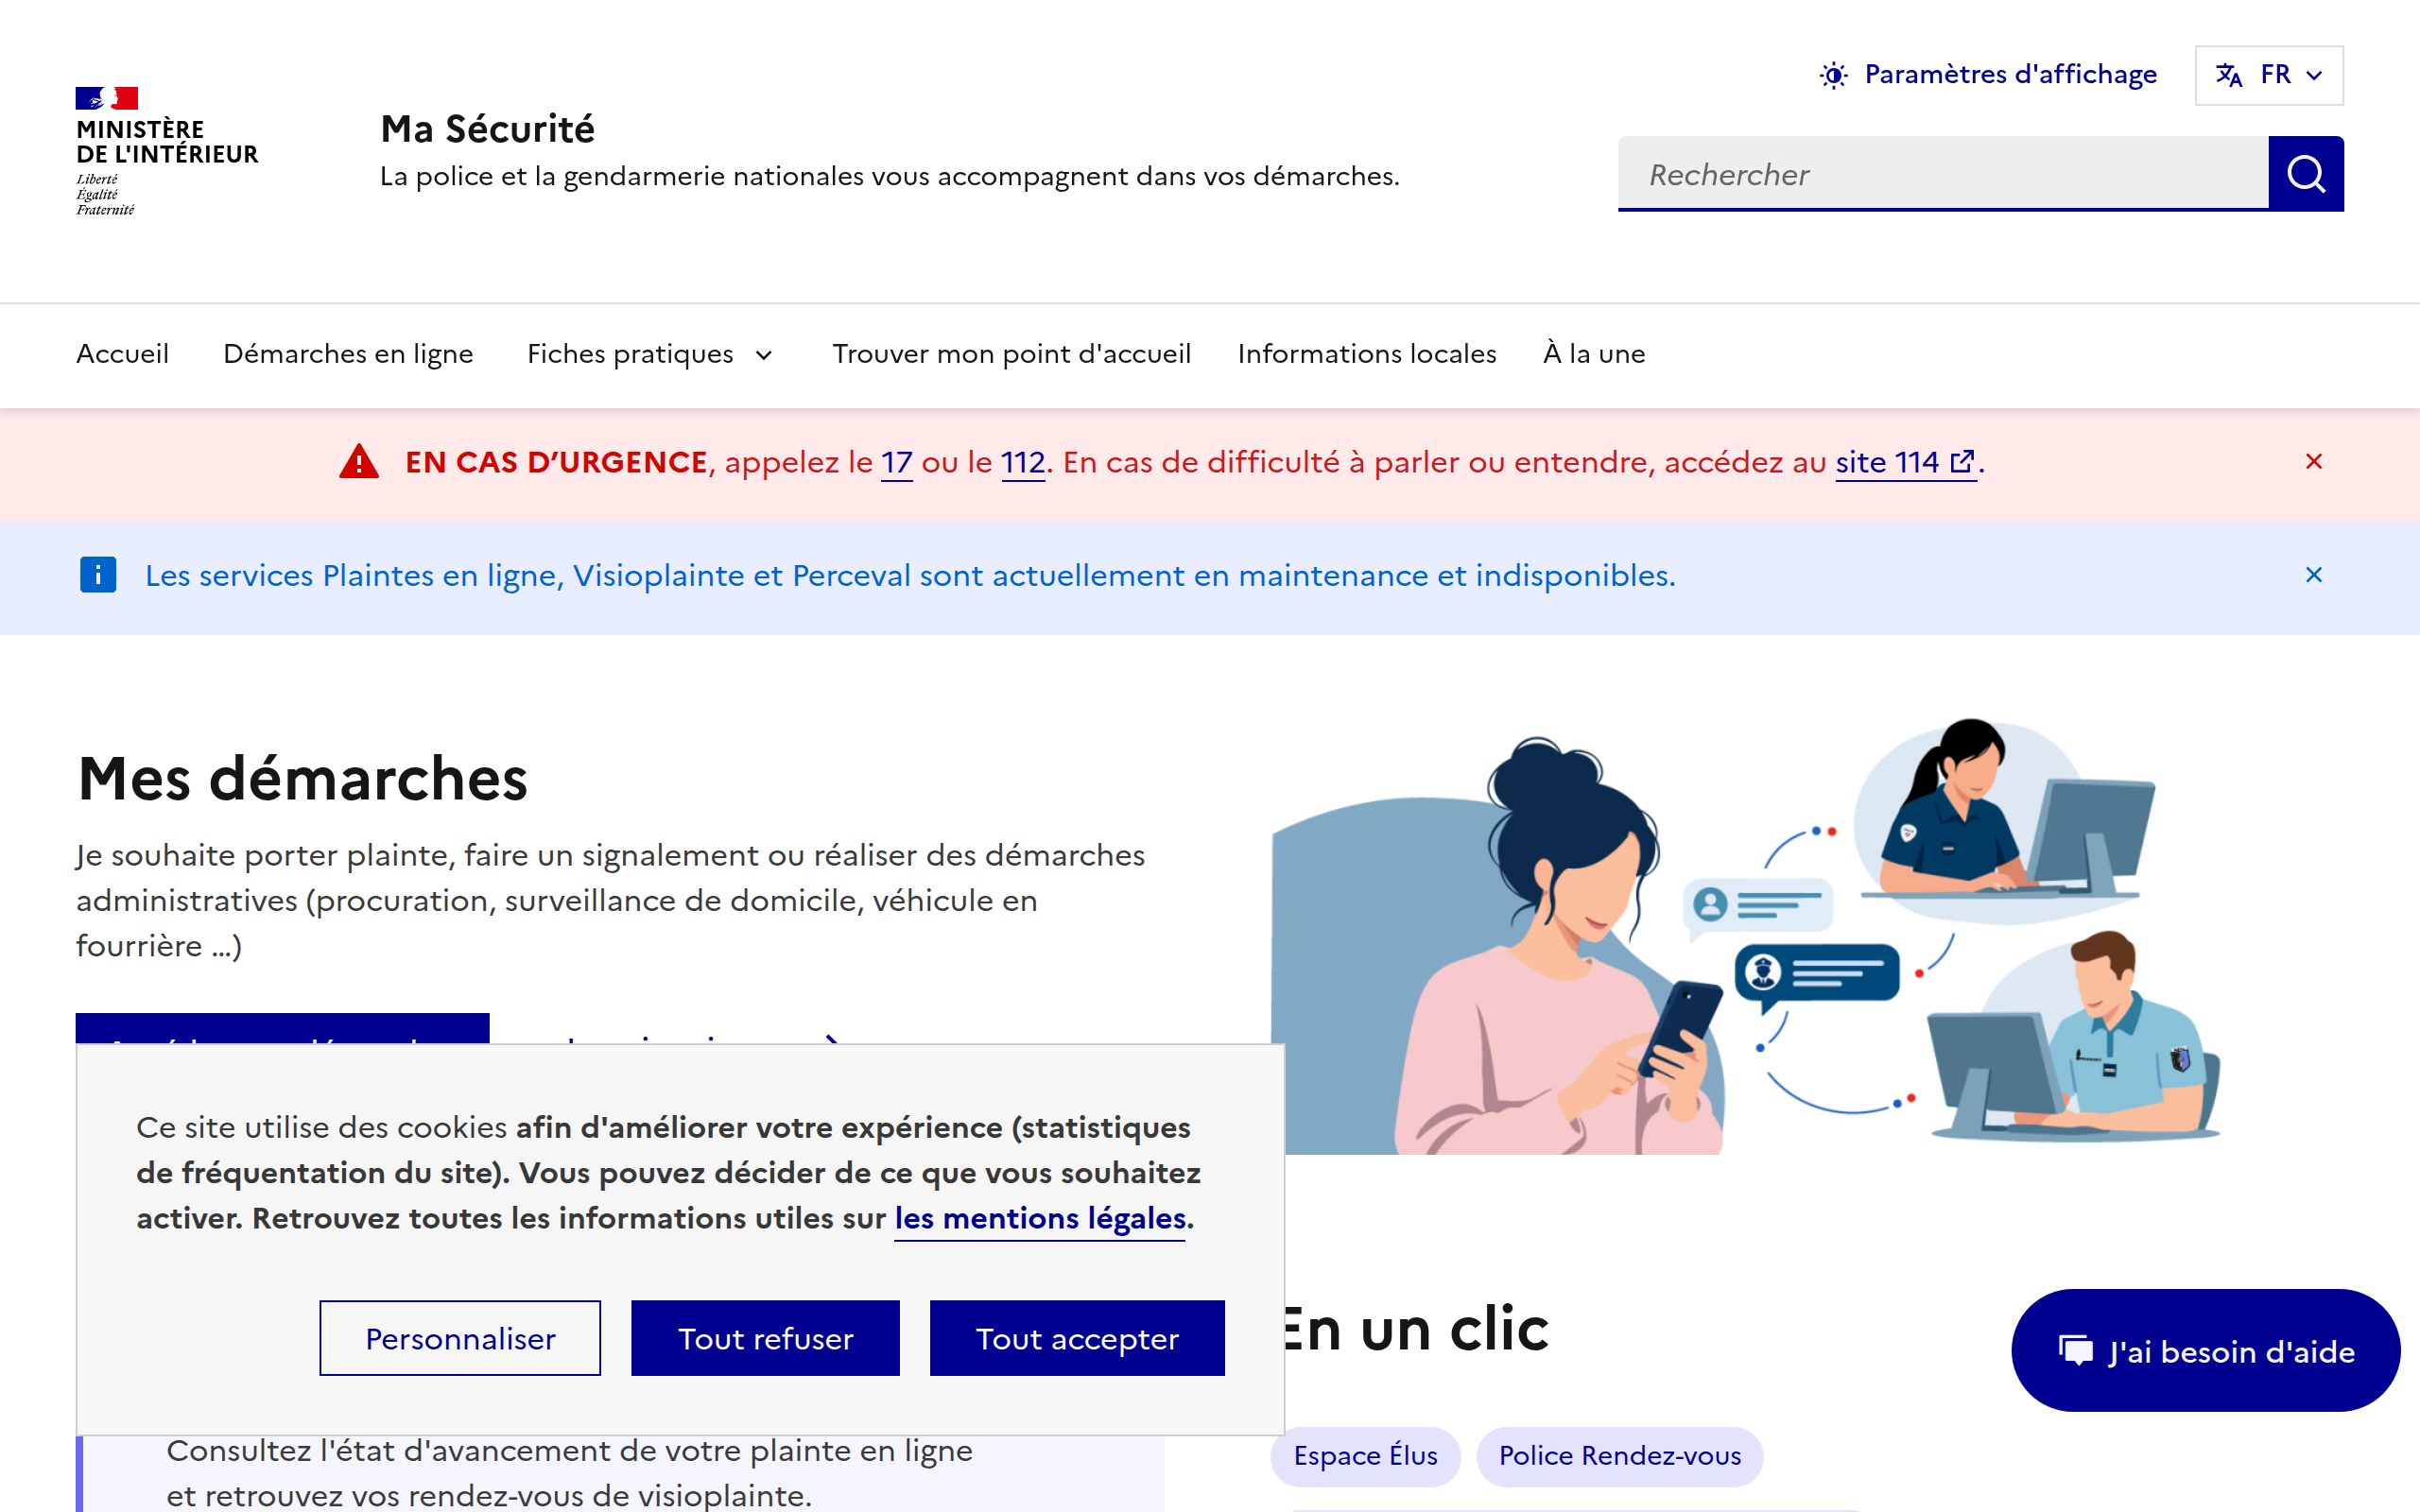 MINISTÈRE
DE L'INTÉRIEUR
Liberté
Égalité
Fraternité
Ma Sécurité
La police et la gendarmerie nationales vous accompagnent dans vos démarches.
Paramètres d'affichage
FR
Rechercher
Accueil
Démarches en ligne
Fiches pratiques
Trouver mon point d'accueil
Informations locales
À la une
EN CAS D’URGENCE, appelez le 17 ou le 112. En cas de difficulté à parler ou entendre, accédez au site 114.
Les services Plaintes en ligne, Visioplainte et Perceval sont actuellement en maintenance et indisponibles.
Mes démarches
Je souhaite porter plainte, faire un signalement ou réaliser des démarches
administratives (procuration, surveillance de domicile, véhicule en
fourrière ...)
Ce site utilise des cookies afin d'améliorer votre expérience (statistiques
de fréquentation du site). Vous pouvez décider de ce que vous souhaitez
activer. Retrouvez toutes les informations utiles sur les mentions légales.
Personnaliser
Tout refuser
Tout accepter
Consultez l'état d'avancement de votre plainte en ligne
et retrouvez vos rendez-vous de visioplainte.
En un clic
Espace Élus
Police Rendez-vous
J'ai besoin d'aide